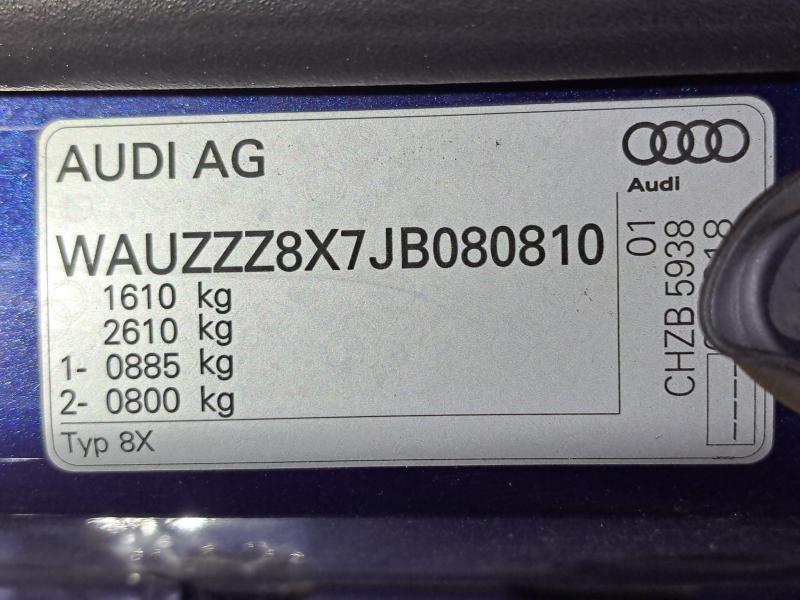 AUDI AG
Audi
WAUZZZ8X7JB080810
1610 kg
2610 kg
1- 0885 kg
2- 0800 kg
Typ 8X
01
CHZB 5938